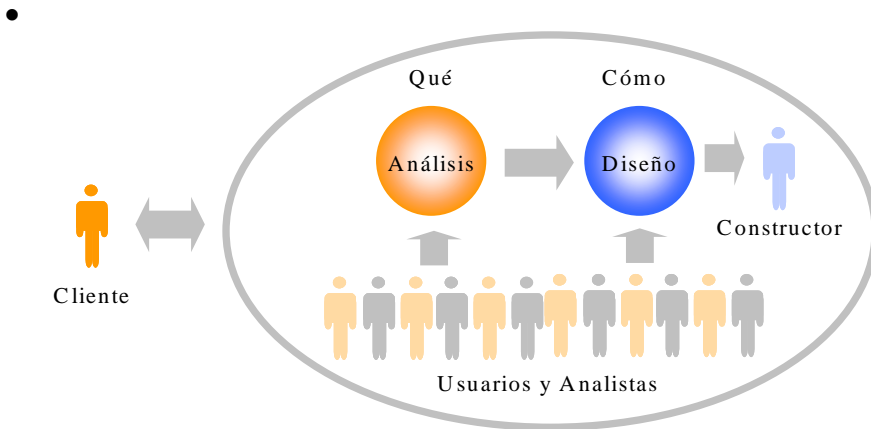 •
Qué
Cómo
Análisis
Diseño
Constructor
Cliente
Usuarios y Analistas